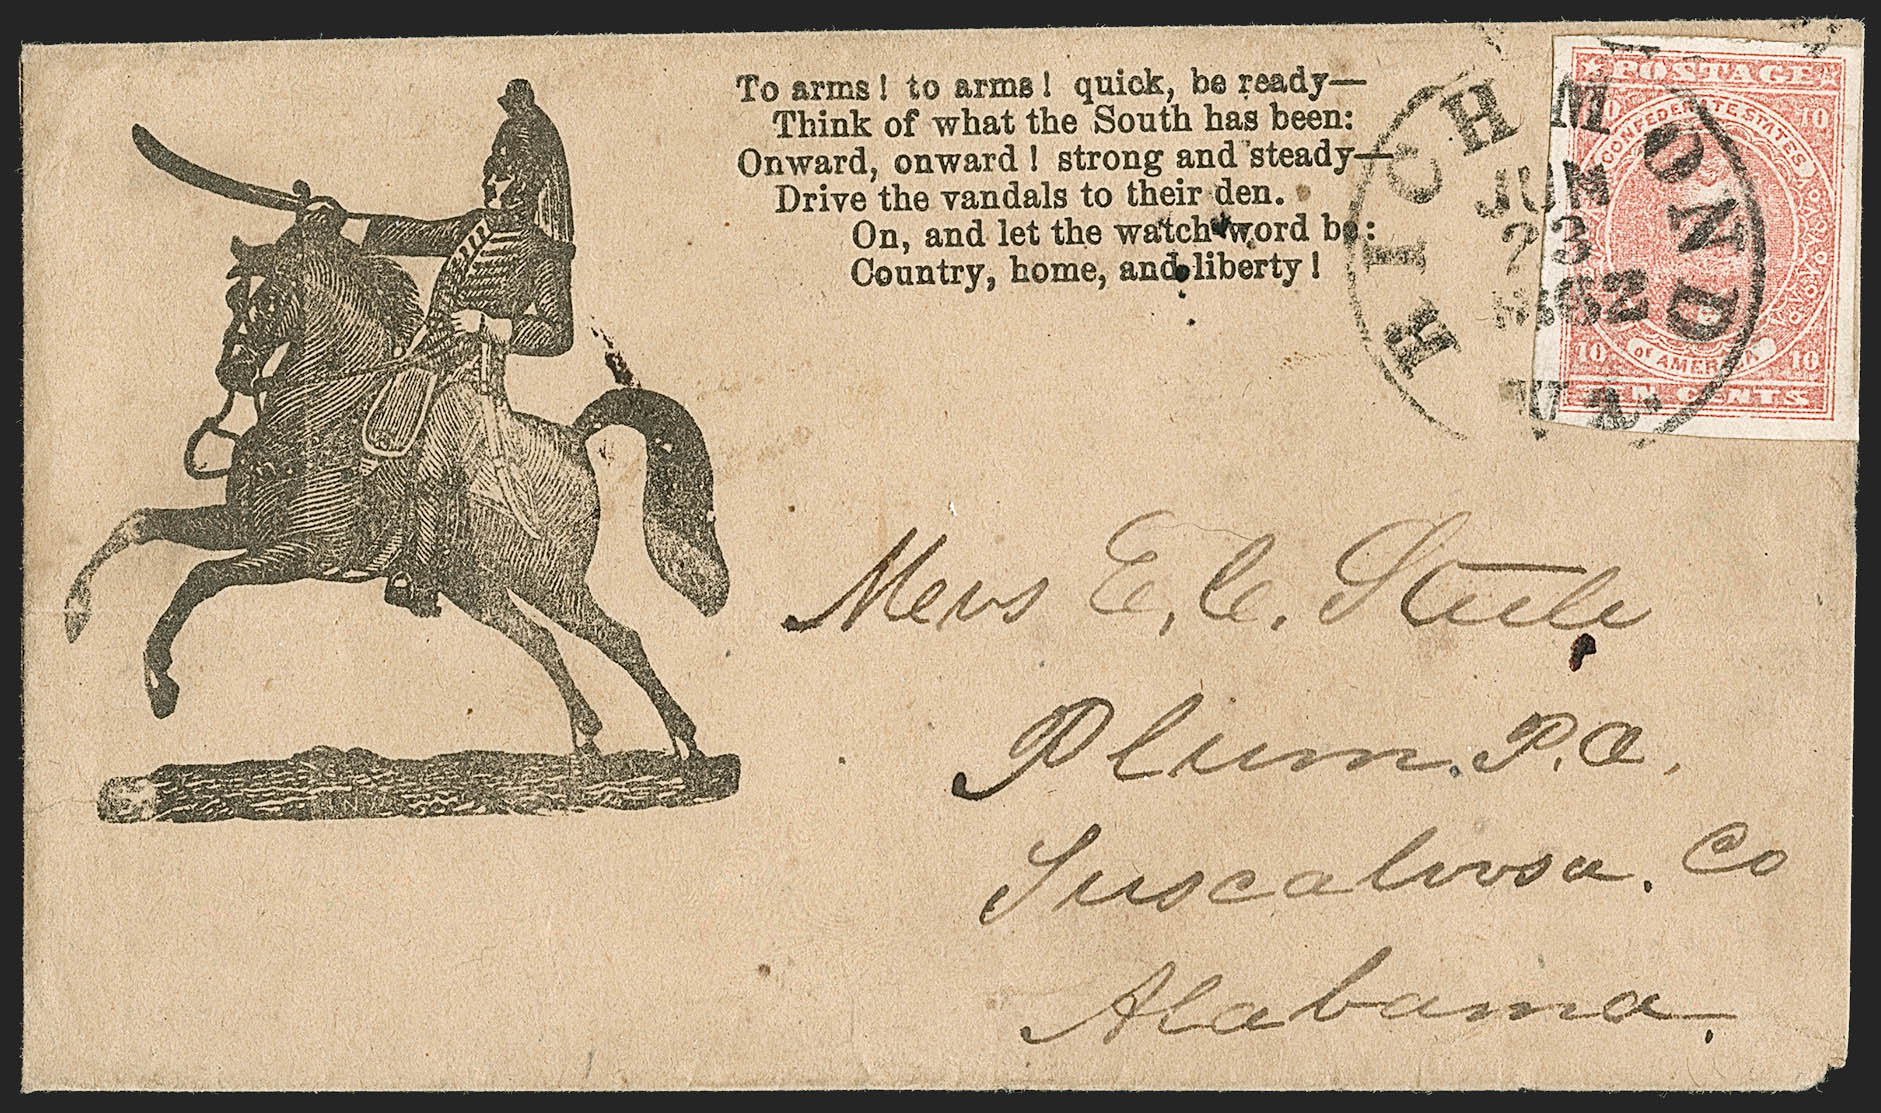 To arms! to arms! quick, be ready—
Think of what the South has been:
Onward, onward! strong and steady—
Drive the vandals to their den.
On, and let the watch-word be:
Country, home, and liberty!
POSTAGE
10 10
CONFEDERATE STATES
OF AMERICA
10 10
TEN CENTS
RICHMOND
JUN
23
1862
VA.
Mrs E. C. Steele
Plum. P.O.
Tuscaloosa. Co
Alabama.